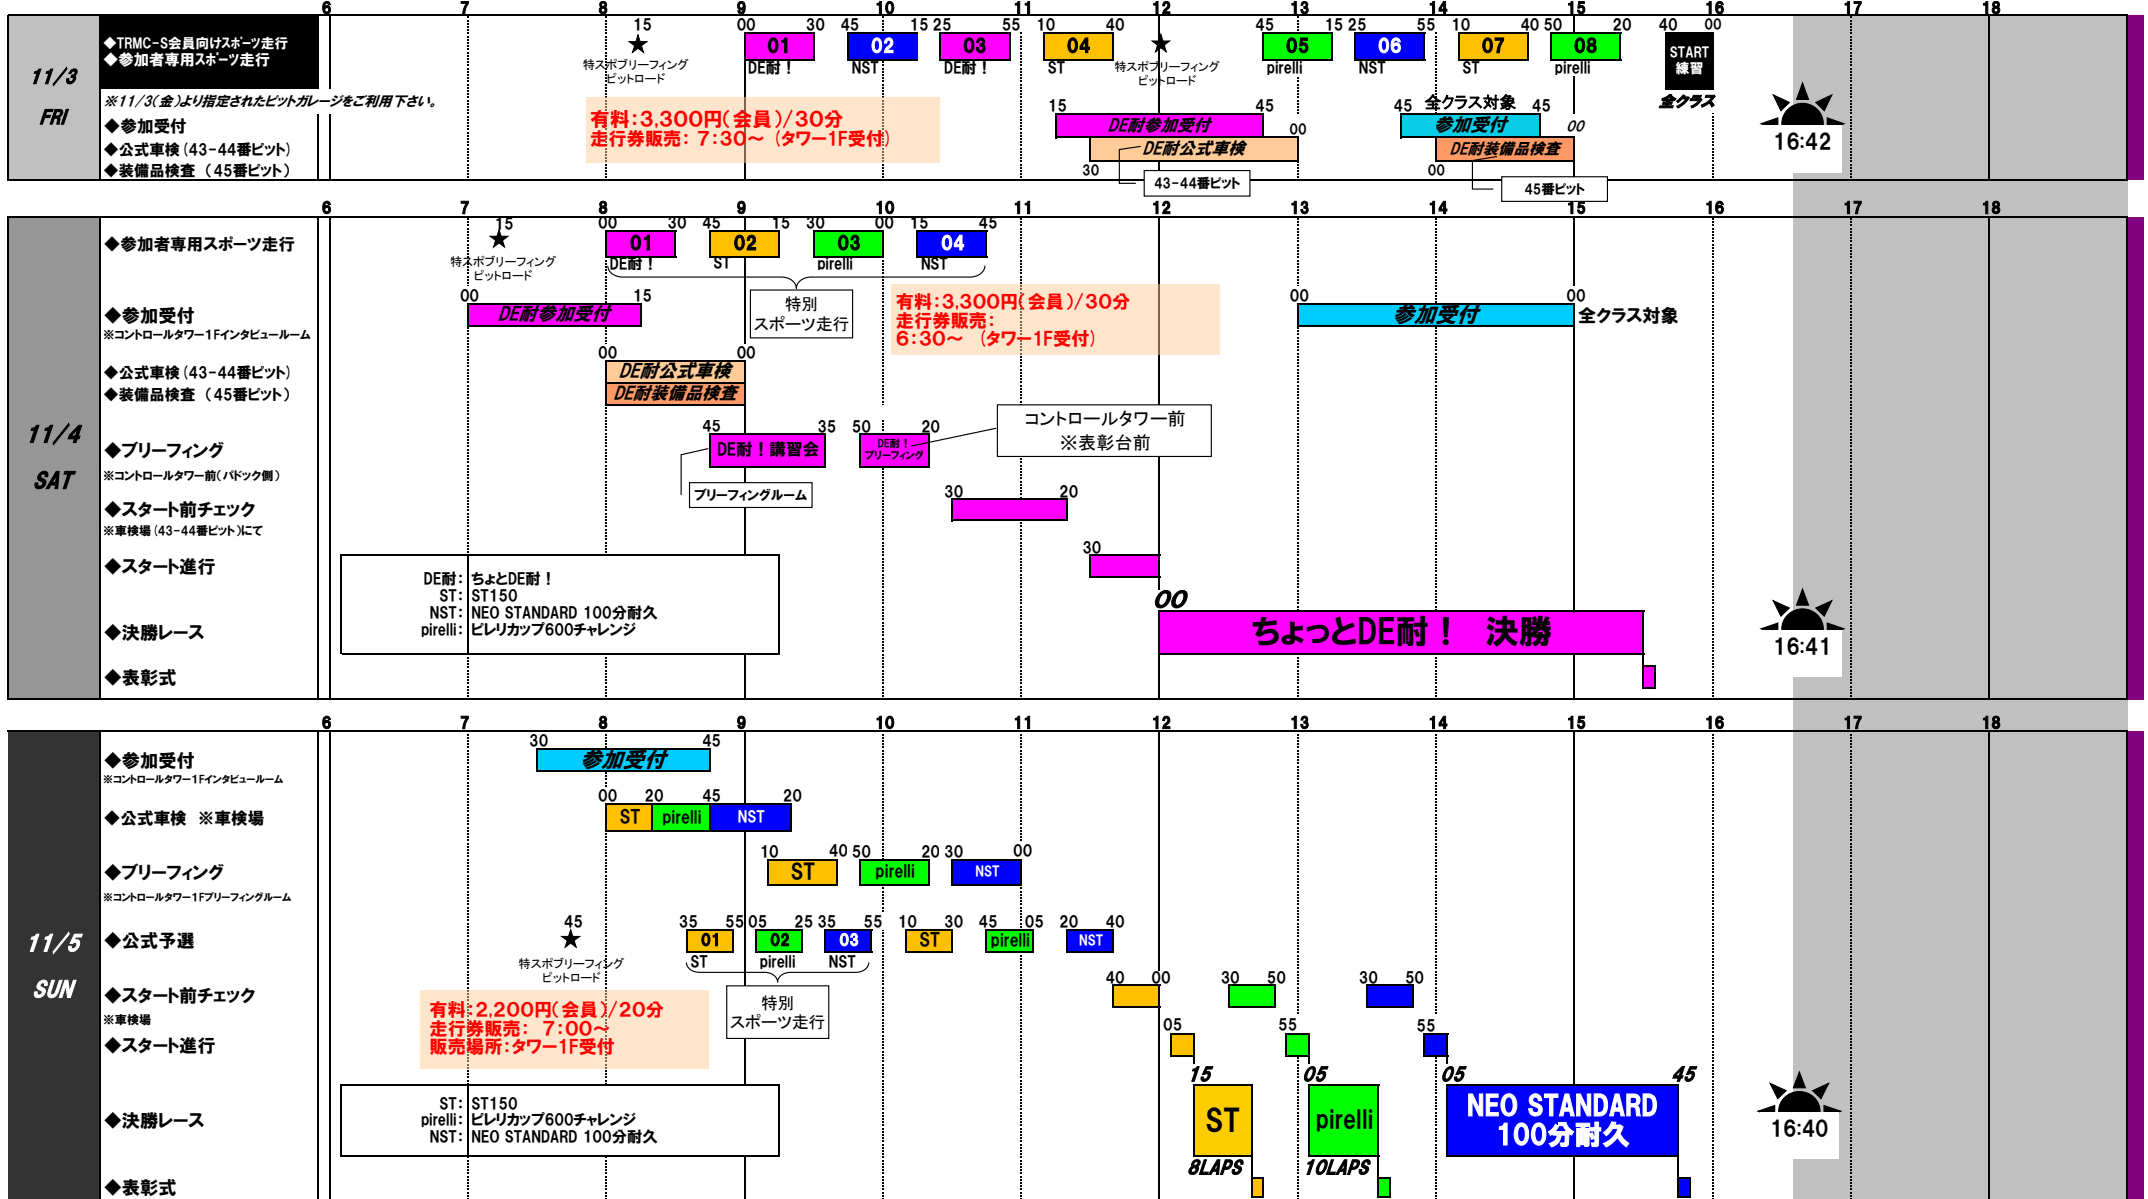 6 7 8 9 10 11 12 13 14 15 16 17 18
11/3
FRI
◆TRMC-S会員向けスポーツ走行
◆参加者専用スポーツ走行
15 00 30 45 15 25 55 10 40 45 15 25 55 10 40 50 20 40 00
★ 01 02 03 04 ★ 05 06 07 08 START
練習
特スポブリーフィング
ピットロード
DE耐！ NST DE耐！ ST
特スポブリーフィング
ピットロード
pirelli NST ST pirelli
全クラス
※11/3(金)より指定されたピットガレージをご利用下さい。
有料：3,300円(会員)/30分
走行券販売： 7：30～ (タワー1F受付)
◆参加受付
15 45 45 全クラス対象 45
DE耐参加受付 参加受付
◆公式車検 (43-44番ピット)
00 00
DE耐公式車検 DE耐装備品検査
◆装備品検査 (45番ピット)
30 00
43-44番ピット 45番ピット
16:42
6 7 8 9 10 11 12 13 14 15 16 17 18
11/4
SAT
◆参加者専用スポーツ走行
15 00 30 45 15 30 00 15 45
★ 01 02 03 04
特スポブリーフィング
ピットロード
DE耐！ ST pirelli NST
特別
スポーツ走行
有料：3,300円(会員)/30分
走行券販売：
6：30～ (タワー1F受付)
◆参加受付
※コントロールタワー1Fインタビュールーム
00 15 00 00
DE耐参加受付 参加受付 全クラス対象
◆公式車検 (43-44番ピット)
◆装備品検査 (45番ピット)
00 00
DE耐公式車検
DE耐装備品検査
◆ブリーフィング
※コントロールタワー前(パドック側)
45 35 50 20
DE耐！講習会
DE耐！
ブリーフィング
コントロールタワー前
※表彰台前
ブリーフィングルーム
◆スタート前チェック
※車検場 (43-44番ピット)にて
30 20
◆スタート進行
30
DE耐： ちょとDE耐！
ST： ST150
NST： NEO STANDARD 100分耐久
pirelli： ピレリカップ600チャレンジ
◆決勝レース
00
ちょっとDE耐！ 決勝
◆表彰式
16:41
6 7 8 9 10 11 12 13 14 15 16 17 18
11/5
SUN
◆参加受付
※コントロールタワー1Fインタビュールーム
30 45
参加受付
◆公式車検 ※車検場
00 20 45 20
ST pirelli NST
◆ブリーフィング
※コントロールタワー1Fブリーフィングルーム
10 40 50 20 30 00
ST pirelli NST
◆公式予選
45 35 55 05 25 35 55 10 30 45 05 20 40
★ 01 02 03 ST pirelli NST
特スポブリーフィング
ピットロード
ST pirelli NST
特別
スポーツ走行
有料：2,200円(会員)/20分
走行券販売： 7：00～
販売場所：タワー1F受付
◆スタート前チェック
※車検場
40 00 30 50 30 50
◆スタート進行
05 55 55
ST： ST150
pirelli： ピレリカップ600チャレンジ
NST： NEO STANDARD 100分耐久
◆決勝レース
15 05 05 45
ST pirelli NEO STANDARD
100分耐久
8LAPS 10LAPS
◆表彰式
16:40